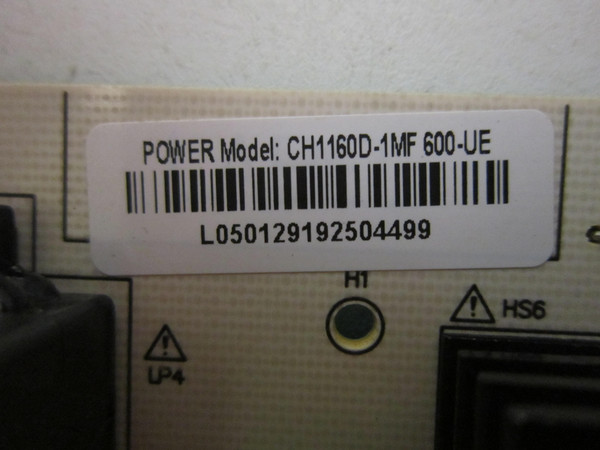 POWER Model: CH1160D-1MF 600-UE
L050129192504499
H1
HS6
LP4